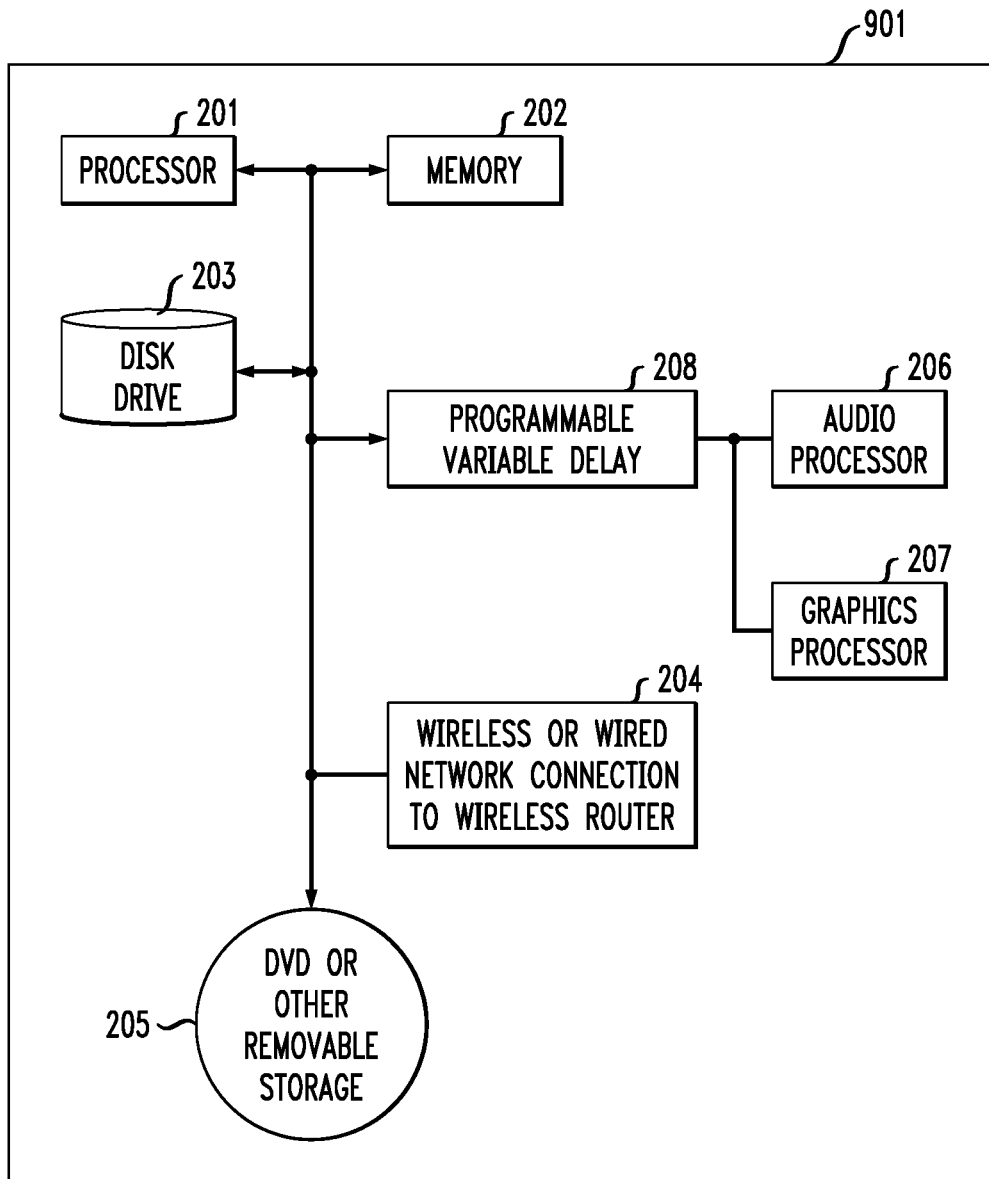 901
201
PROCESSOR
202
MEMORY
203
DISK
DRIVE
208
PROGRAMMABLE
VARIABLE DELAY
206
AUDIO
PROCESSOR
207
GRAPHICS
PROCESSOR
204
WIRELESS OR WIRED
NETWORK CONNECTION
TO WIRELESS ROUTER
205
DVD OR
OTHER
REMOVABLE
STORAGE